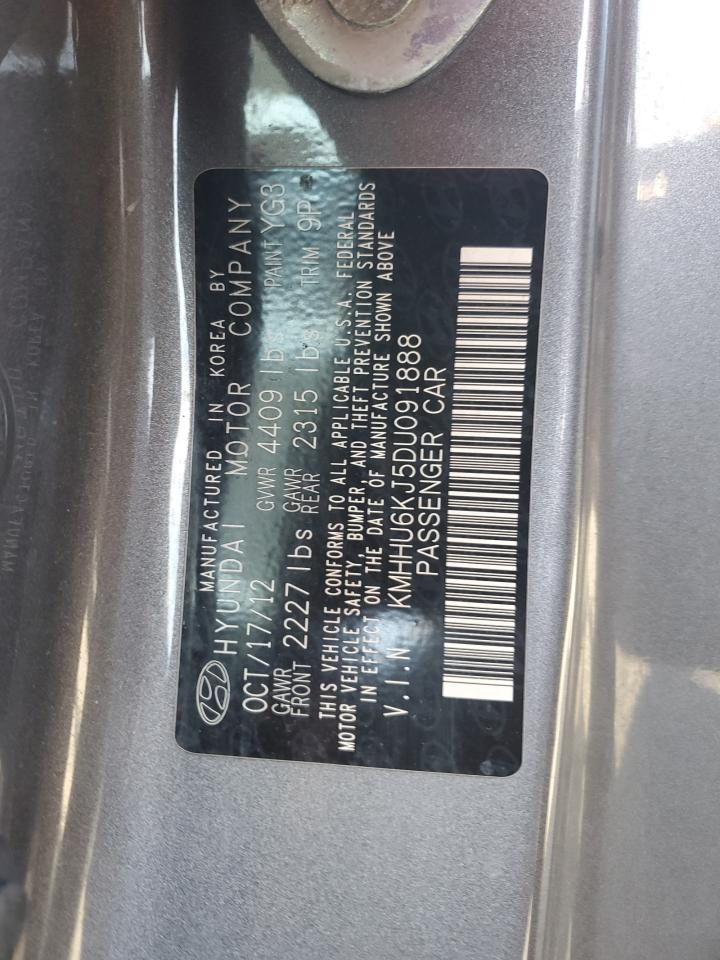 MANUFACTURED IN KOREA BY
HYUNDAI MOTOR COMPANY
OCT/17/12 GVWR 4409 lbs PAINT YG3
GAWR FRONT 2227 lbs GAWR REAR 2315 lbs TRIM 9P
THIS VEHICLE CONFORMS TO ALL APPLICABLE U.S.A. FEDERAL
MOTOR VEHICLE SAFETY, BUMPER, AND THEFT PREVENTION STANDARDS
IN EFFECT ON THE DATE OF MANUFACTURE SHOWN ABOVE
V.I.N KMHHU6KJ5DU091888
PASSENGER CAR